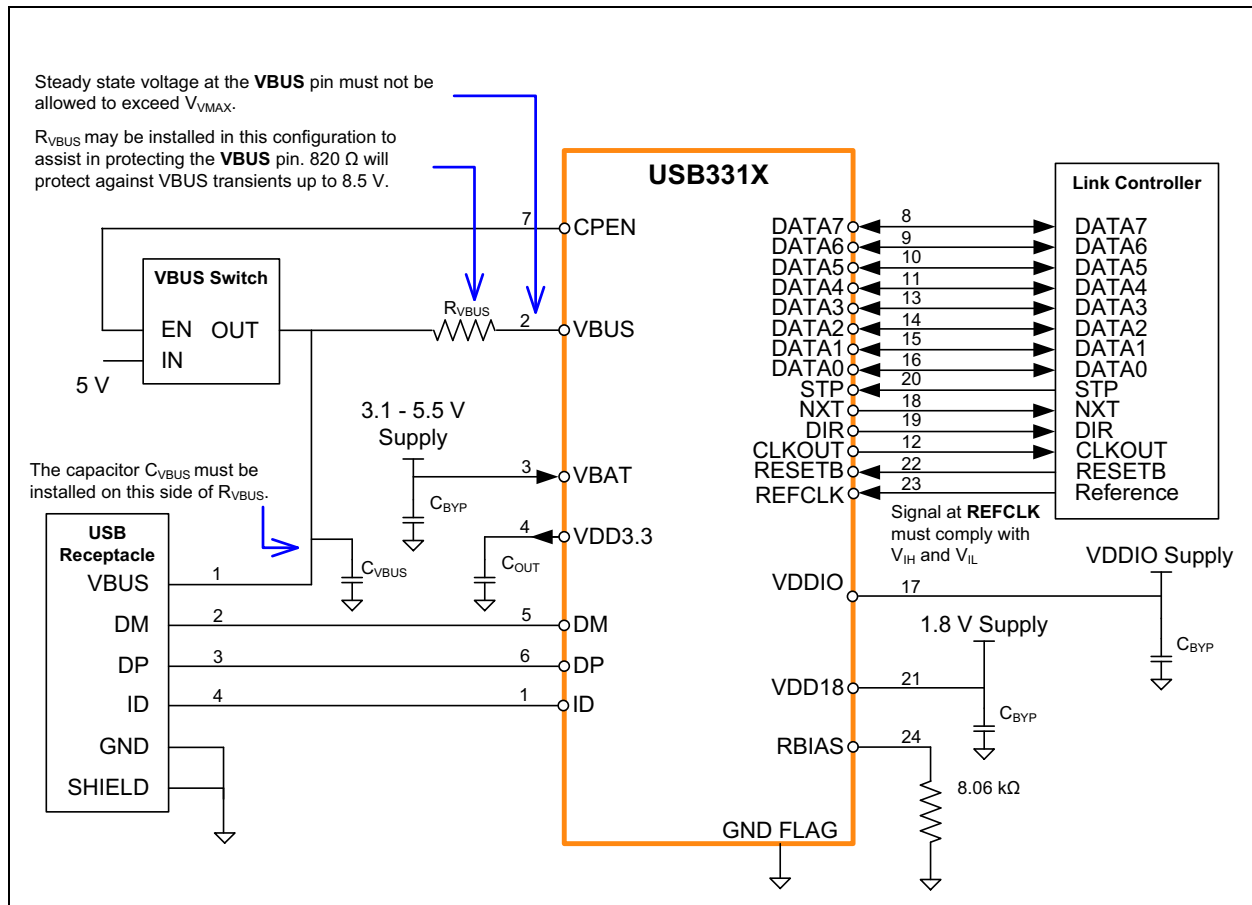 Steady state voltage at the VBUS pin must not be
allowed to exceed VVMAX.
RVBUS may be installed in this configuration to
assist in protecting the VBUS pin. 820 Ω will
protect against VBUS transients up to 8.5 V.
USB331X
Link Controller
7
CPEN
VBUS Switch
EN
OUT
IN
5 V
RVBUS
2
VBUS
3.1 - 5.5 V
Supply
3
VBAT
CBYP
4
VDD3.3
COUT
The capacitor CVBUS must be
installed on this side of RVBUS.
CVBUS
USB
Receptacle
VBUS
1
DM
2
5
DM
DP
3
6
DP
ID
4
1
ID
GND
SHIELD
DATA7
8
DATA7
DATA6
9
DATA6
DATA5
10
DATA5
DATA4
11
DATA4
DATA3
13
DATA3
DATA2
14
DATA2
DATA1
15
DATA1
DATA0
16
DATA0
STP
20
STP
NXT
18
NXT
DIR
19
DIR
CLKOUT
12
CLKOUT
RESETB
22
RESETB
REFCLK
23
Reference
Signal at REFCLK
must comply with
VIH and VIL
VDDIO Supply
VDDIO
17
CBYP
1.8 V Supply
VDD18
21
CBYP
RBIAS
24
8.06 kΩ
GND FLAG